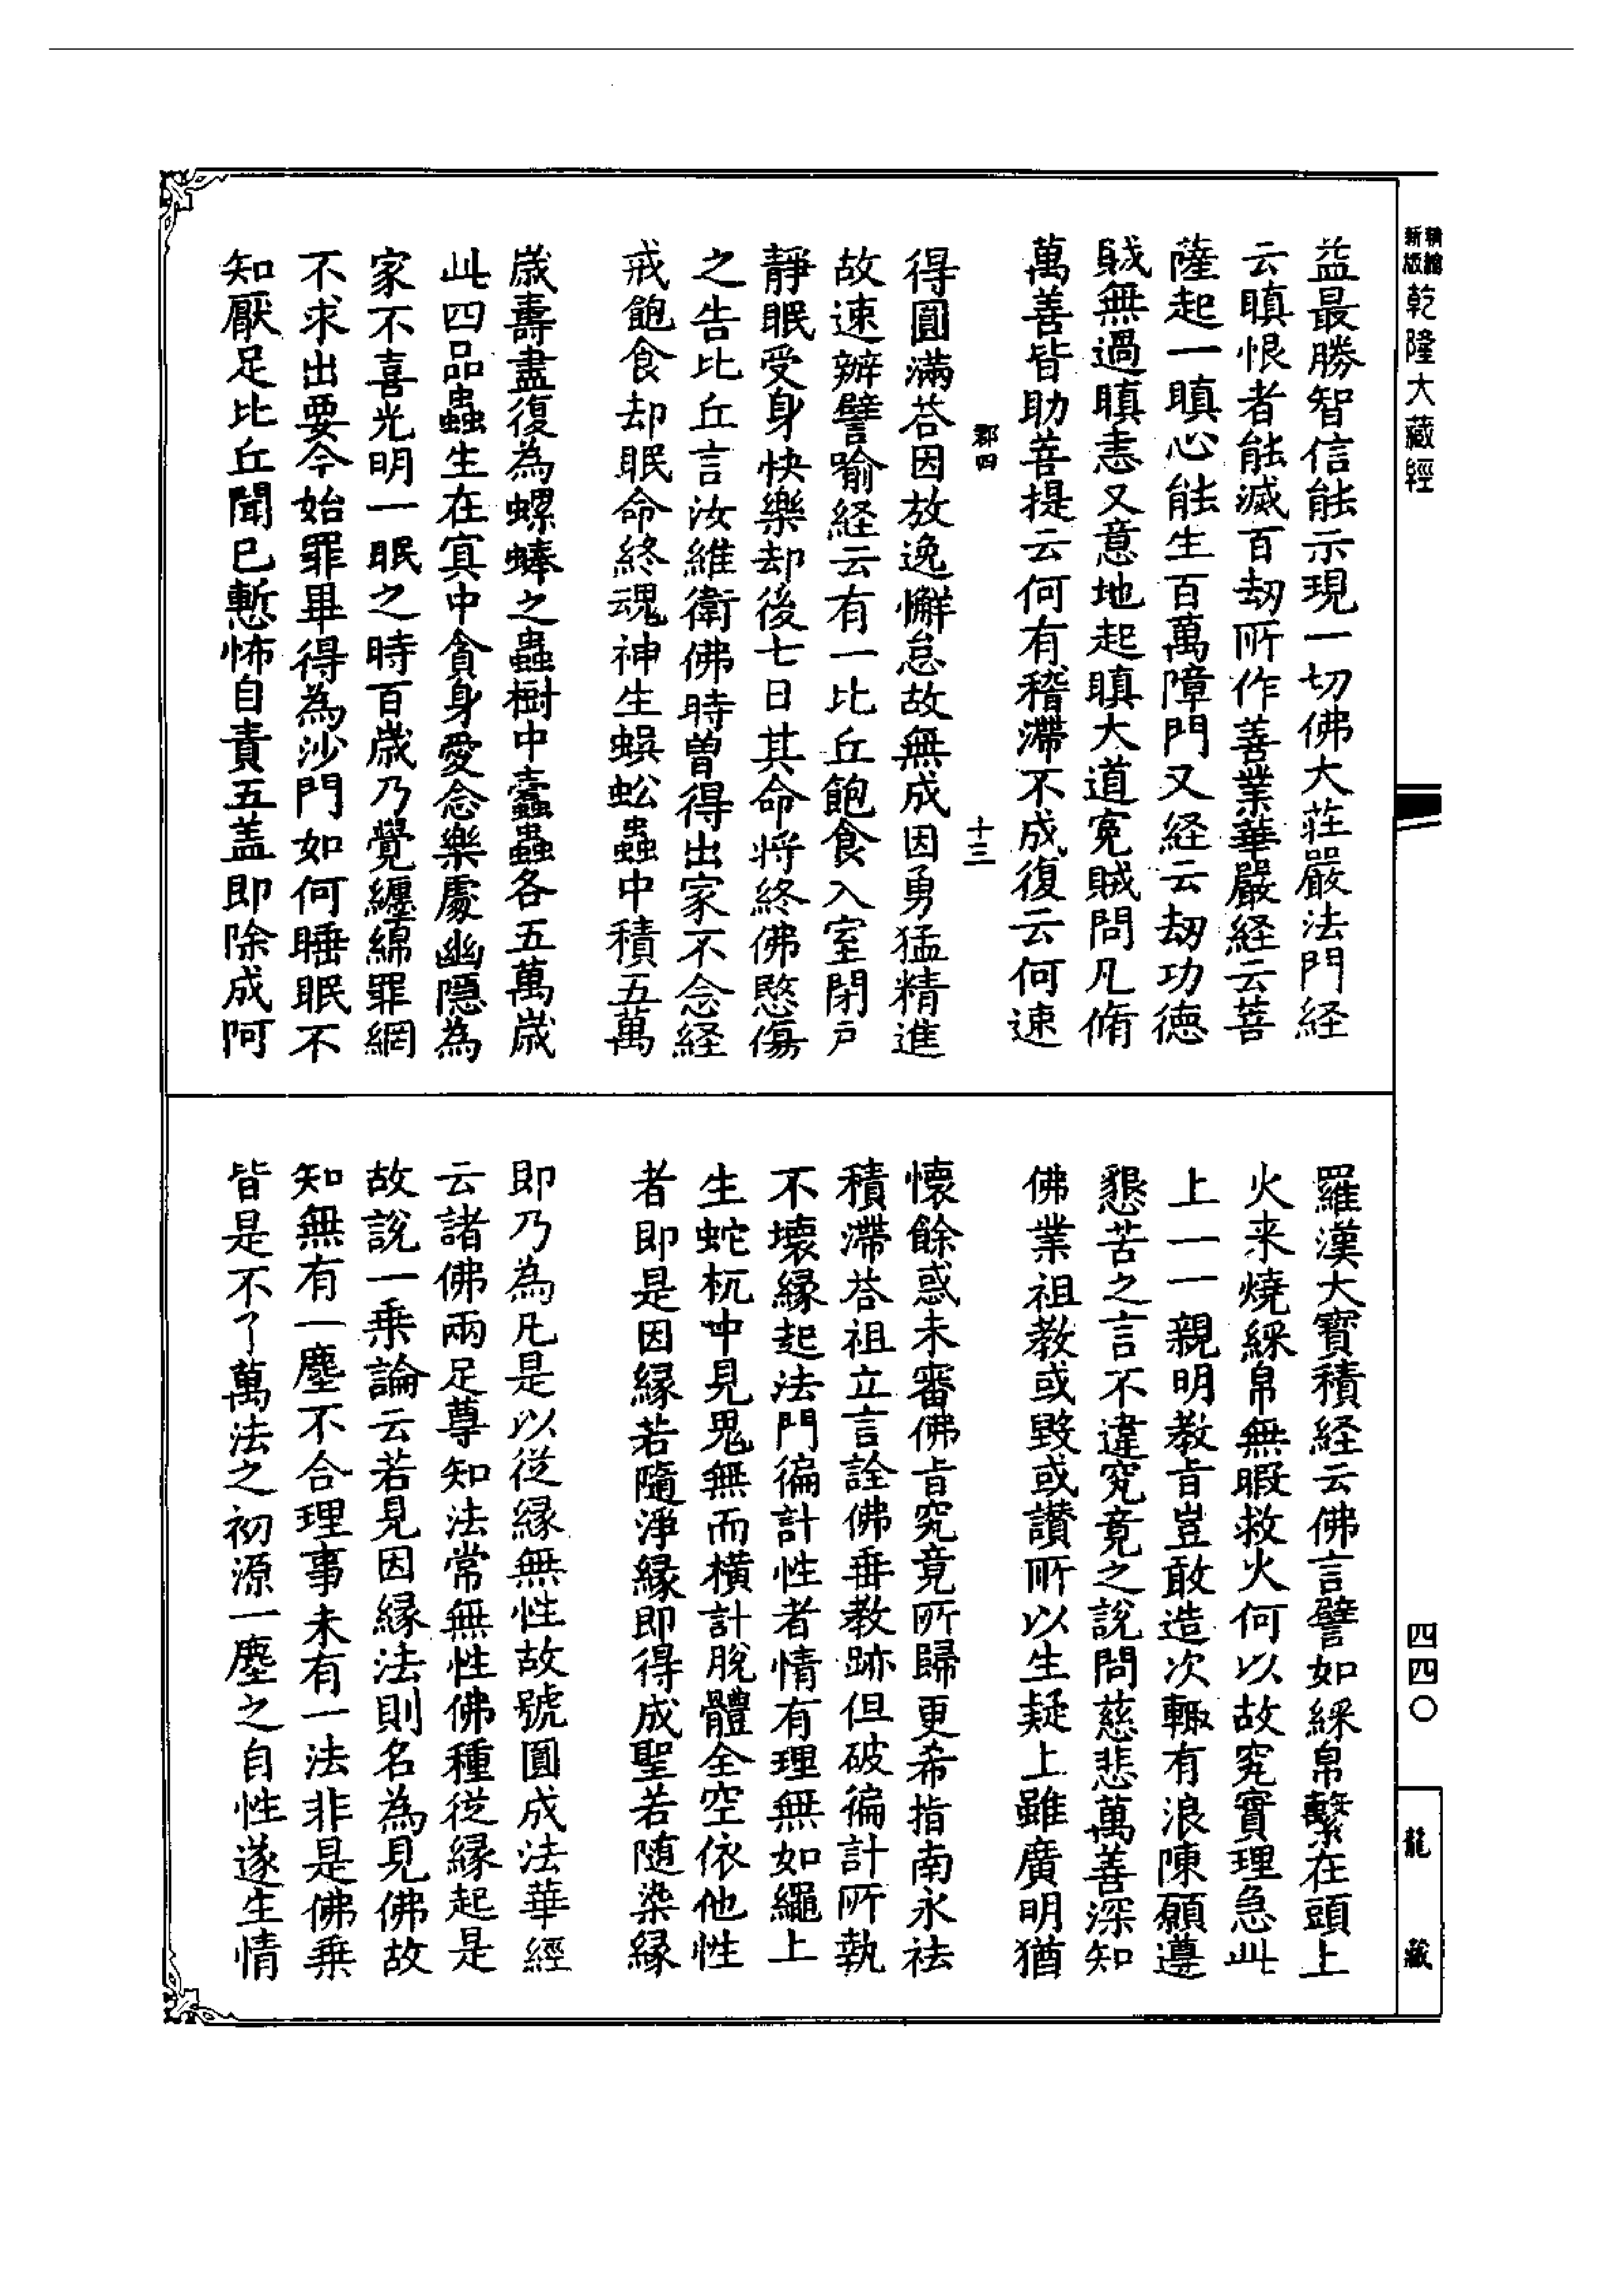 精繪
新版
乾隆大藏經
四四〇
龍藏
益最勝智信能示現一切佛大莊嚴法門経
云瞋恨者能滅百劫所作善業華嚴経云菩
薩起一瞋心能生百萬障門又経云劫功德
賊無過瞋恚又意地起瞋大道寃賊問凡脩
萬善皆助菩提云何有稽滯不成復云何速
郡四
十三
得圓滿荅因放逸懈怠故無成因勇猛精進
故速辦譬喻経云有一比丘飽食入室閉戶
靜眠受身快樂却後七日其命將終佛愍傷
之告比丘言汝維衛佛時曾得出家不念経
戒飽食却眠命終魂神生蜈蚣蟲中積五萬
歲壽盡復為螺蜯之蟲樹中蠹蟲各五萬歲
此四品蟲生在冥中貪身愛念樂處幽隱為
家不喜光明一眠之時百歲乃覺纏綿罪網
不求出要今始罪畢得為沙門如何睡眠不
知厭足比丘聞已慙怖自責五盖即除成阿
羅漢大寶積経云佛言譬如綵帛繫在頭上
火来燒綵帛無暇救火何以故究實理急此
上一一親明教旨豈敢造次輙有浪陳願遵
懇苦之言不違究竟之說問慈悲萬善深知
佛業祖教或毀或讃所以生疑上雖廣明猶
懷餘惑未審佛旨究竟所歸更希指南永祛
積滯荅祖立言詮佛垂教跡但破徧計所執
不壞緣起法門徧計性者情有理無如繩上
生蛇杌中見鬼無而橫計脫體全空依他性
者即是因緣若隨淨緣即得成聖若随染緣
即乃為凡是以從緣無性故號圓成法華經
云諸佛兩足尊知法常無性佛種從緣起是
故說一乘論云若見因緣法則名為見佛故
知無有一塵不合理事未有一法非是佛乘
皆是不了萬法之初源一塵之自性遂生情